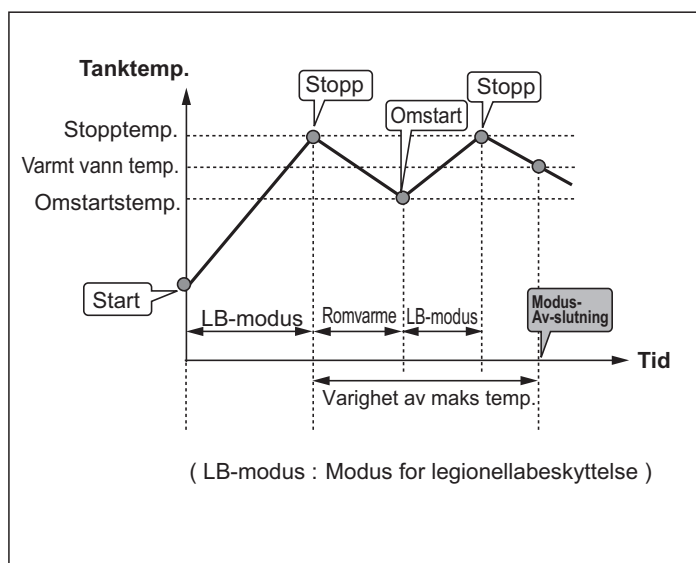 Tanktemp.
Stopp
Stopp
Omstart
Stopptemp.
Varmt vann temp.
Omstartstemp.
Start
LB-modus
Romvarme
LB-modus
Modus-
Av-slutning
Tid
Varighet av maks temp.
( LB-modus : Modus for legionellabeskyttelse )